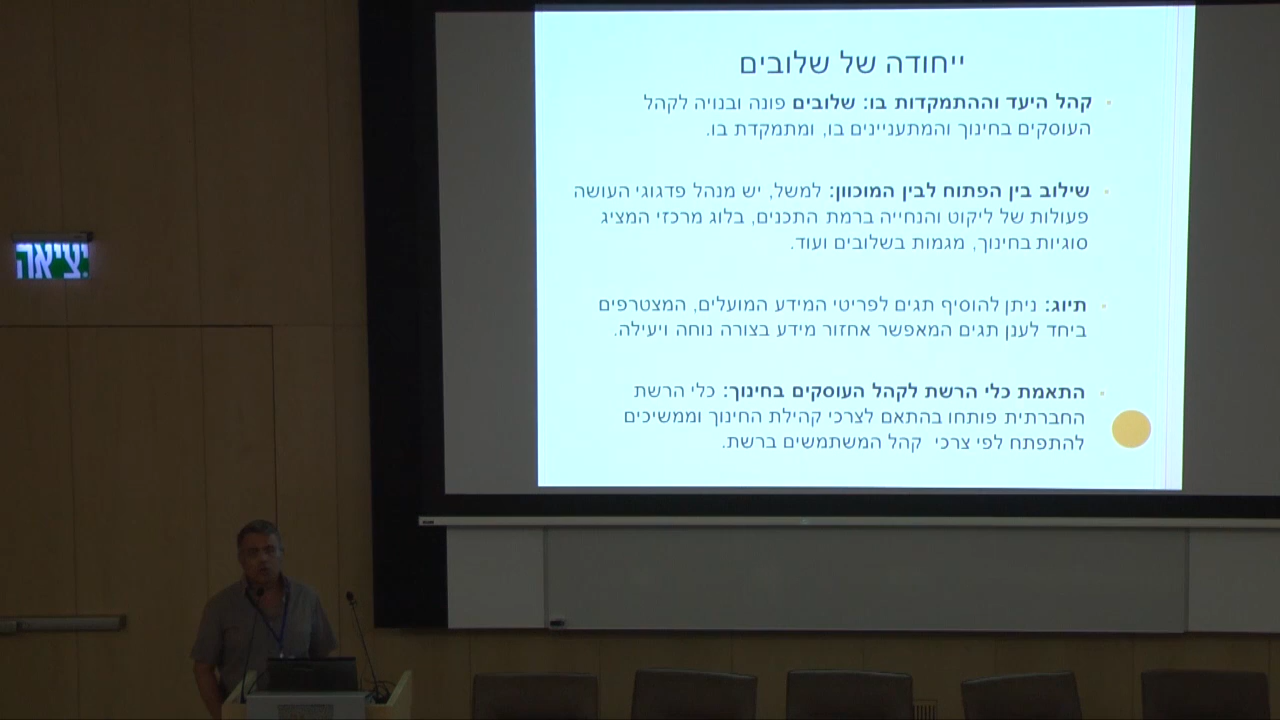 ייחודה של שלובים
קהל היעד וההתמקדות בו: שלובים פונה ובנויה לקהל
העוסקים בחינוך והמתעניינים בו, ומתמקדת בו.
שילוב בין הפתוח לבין המוכוון: למשל, יש מנהל פדגוגי העושה
פעולות של ליקוט והנחייה ברמת התכנים, בלוג מרכזי המציג
סוגיות בחינוך, מגמות בשלובים ועוד.
תיוג: ניתן להוסיף תגים לפריטי המידע המועלים, המצטרפים
ביחד לענן תגים המאפשר אחזור מידע בצורה נוחה ויעילה.
התאמת כלי הרשת לקהל העוסקים בחינוך: כלי הרשת
החברתית פותחו בהתאם לצרכי קהילת החינוך וממשיכים
להתפתח לפי צרכי קהל המשתמשים ברשת.
יציאה